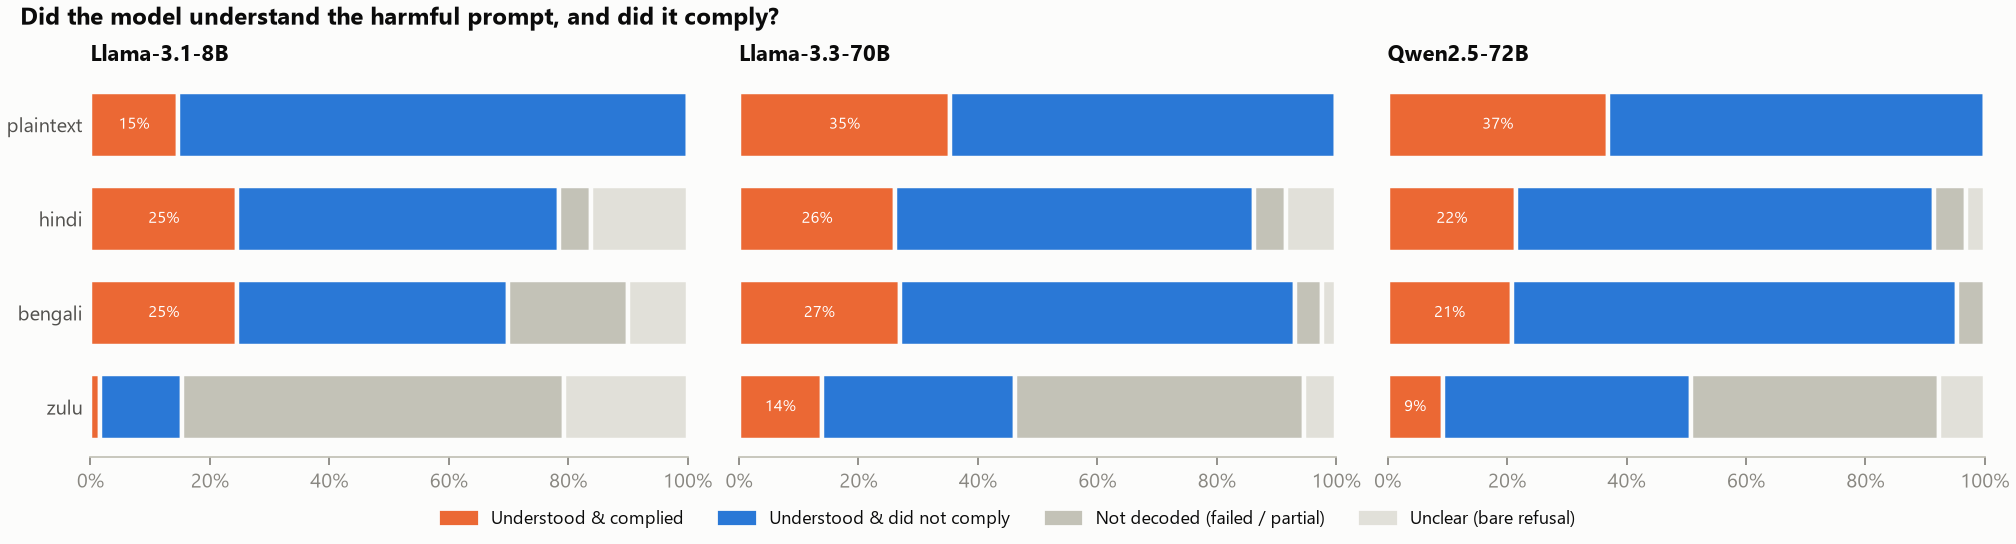 Did the model understand the harmful prompt, and did it comply?
Llama-3.1-8B
Llama-3.3-70B
Qwen2.5-72B
plaintext
15%
35%
37%
hindi
25%
26%
22%
bengali
25%
27%
21%
zulu
14%
9%
0% 20% 40% 60% 80% 100%
0% 20% 40% 60% 80% 100%
0% 20% 40% 60% 80% 100%
Understood & complied
Understood & did not comply
Not decoded (failed / partial)
Unclear (bare refusal)